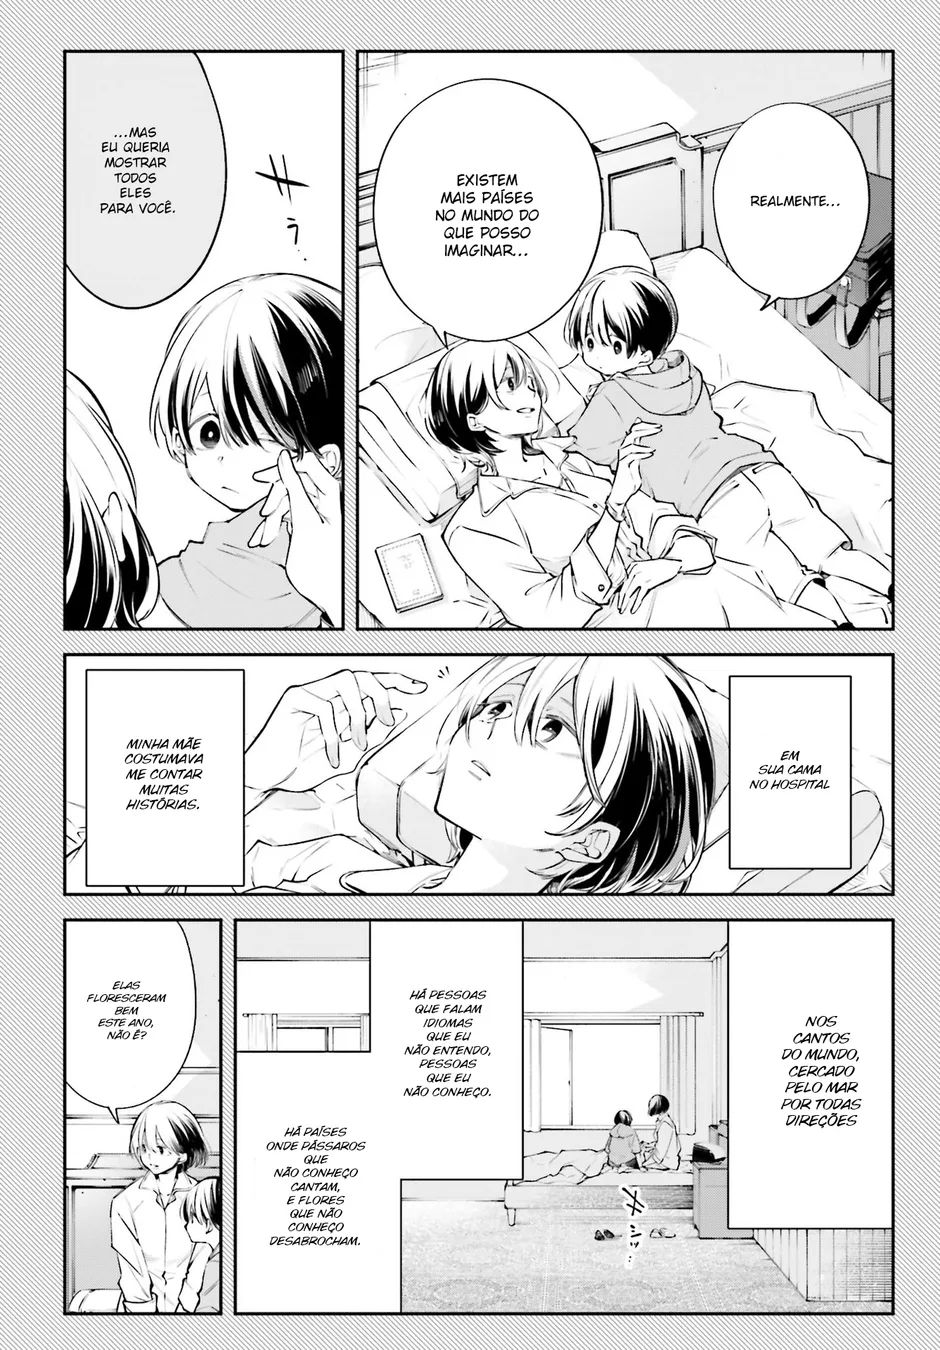 REALMENTE...
EXISTEM
MAIS PAÍSES
NO MUNDO DO
QUE POSSO
IMAGINAR...
...MAS
EU QUERIA
MOSTRAR
TODOS
ELES
PARA VOCÊ.
EM
SUA CAMA
NO HOSPITAL
MINHA MÃE
COSTUMAVA
ME CONTAR
MUITAS
HISTÓRIAS.
NOS
CANTOS
DO MUNDO,
CERCADO
PELO MAR
POR TODAS
DIREÇÕES
HÁ PESSOAS
QUE FALAM
IDIOMAS
QUE EU
NÃO ENTENDO,
PESSOAS
QUE EU
NÃO CONHEÇO.
HÁ PAÍSES
ONDE PÁSSAROS
QUE
NÃO CONHEÇO
CANTAM,
E FLORES
QUE NÃO
CONHEÇO
DESABROCHAM.
ELAS
FLORESCERAM
BEM
ESTE ANO,
NÃO É?